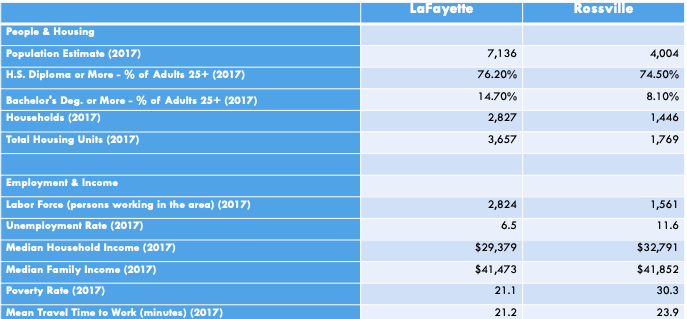 LaFayette Rossville
People & Housing
Population Estimate (2017) 7,136 4,004
H.S. Diploma or More - % of Adults 25+ (2017) 76.20% 74.50%
Bachelor's Deg. or More - % of Adults 25+ (2017) 14.70% 8.10%
Households (2017) 2,827 1,446
Total Housing Units (2017) 3,657 1,769
Employment & Income
Labor Force (persons working in the area) (2017) 2,824 1,561
Unemployment Rate (2017) 6.5 11.6
Median Household Income (2017) $29,379 $32,791
Median Family Income (2017) $41,473 $41,852
Poverty Rate (2017) 21.1 30.3
Mean Travel Time to Work (minutes) (2017) 21.2 23.9